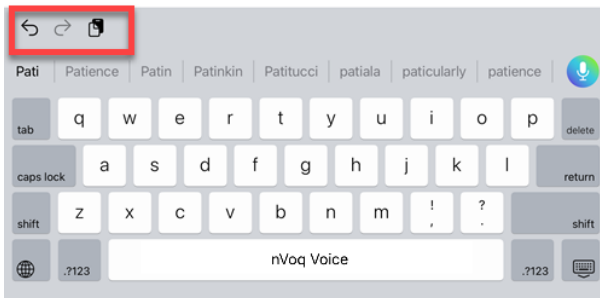 Pati Patience Patin Patinkin Patitucci patiala paticularly patience
tab q w e r t y u i o p delete
caps lock a s d f g h j k l return
shift z x c v b n m ! , ? . shift
.?123 nVoq Voice .?123